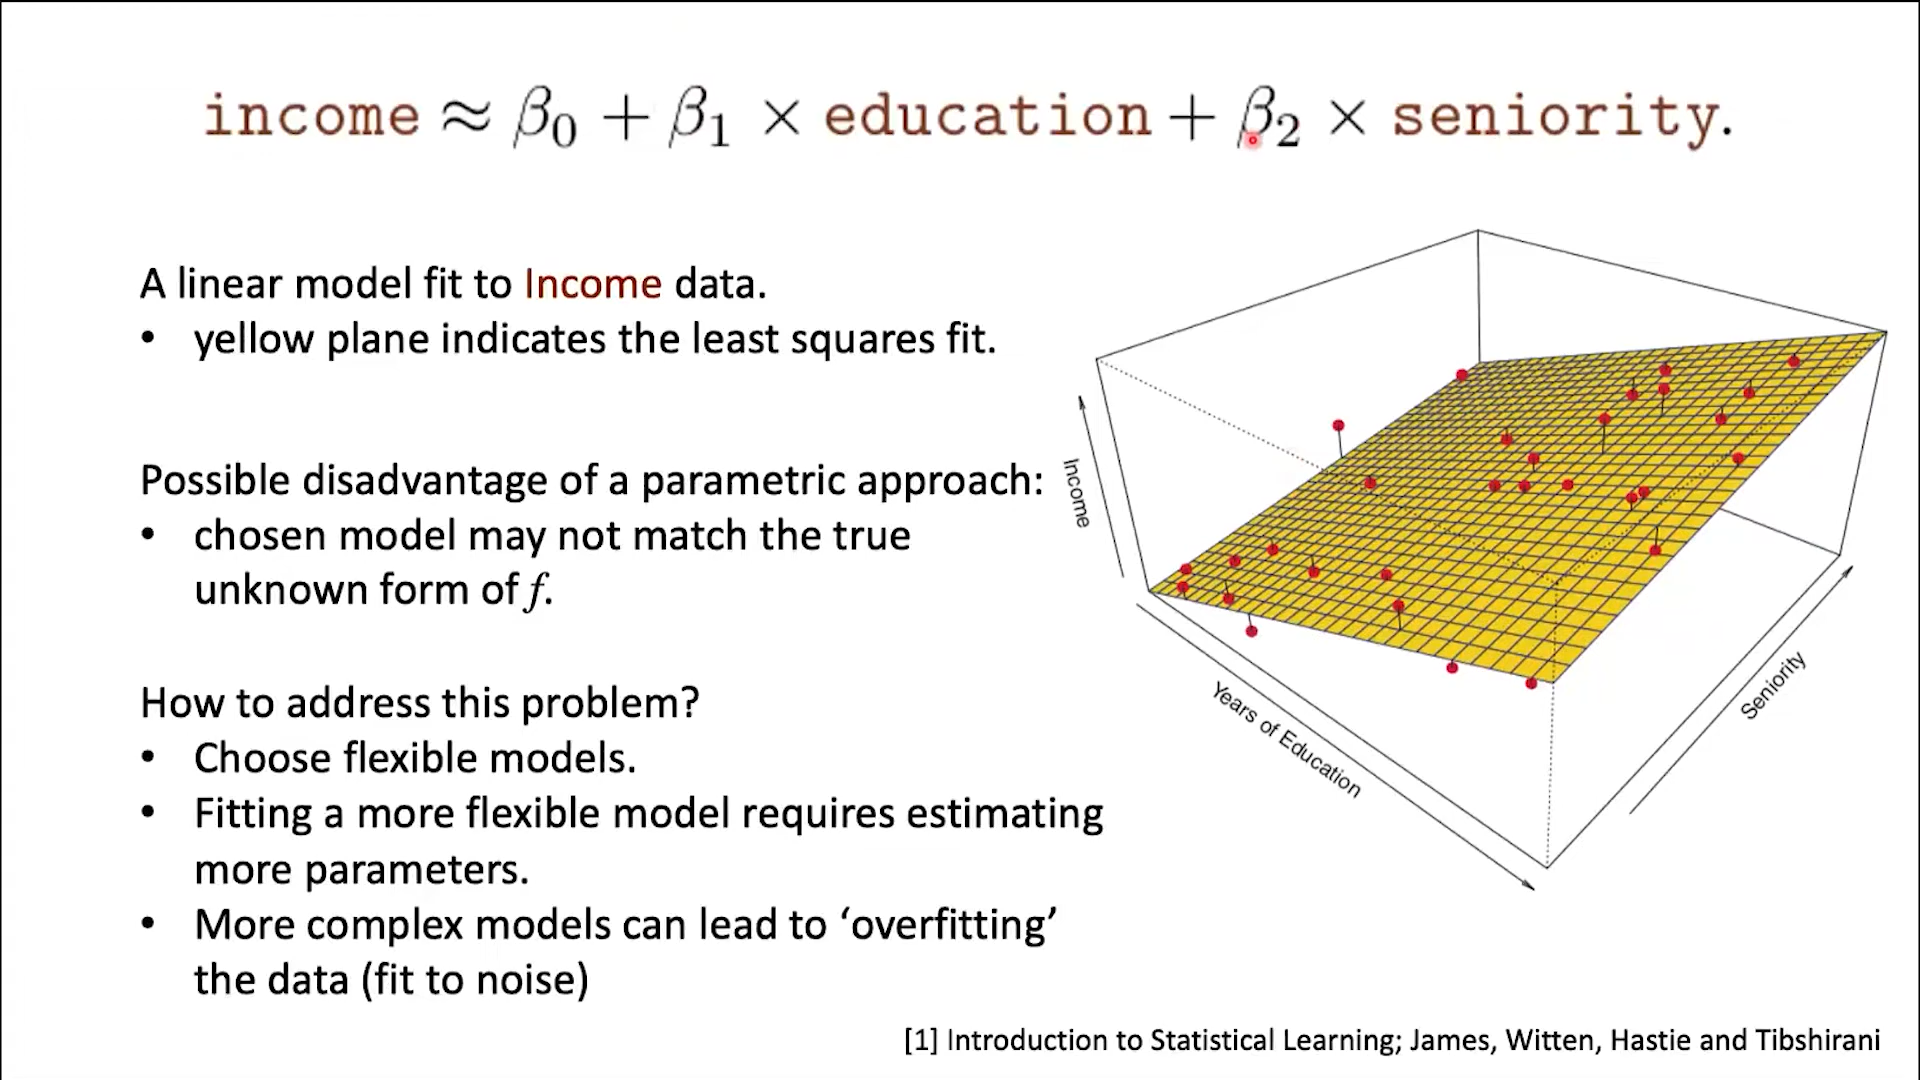 income ≈ β₀ + β₁ × education + β₂ × seniority.
A linear model fit to Income data.
• yellow plane indicates the least squares fit.
Possible disadvantage of a parametric approach:
• chosen model may not match the true
unknown form of f.
How to address this problem?
• Choose flexible models.
• Fitting a more flexible model requires estimating
more parameters.
• More complex models can lead to ‘overfitting’
the data (fit to noise)
Income
Years of Education
Seniority
[1] Introduction to Statistical Learning; James, Witten, Hastie and Tibshirani